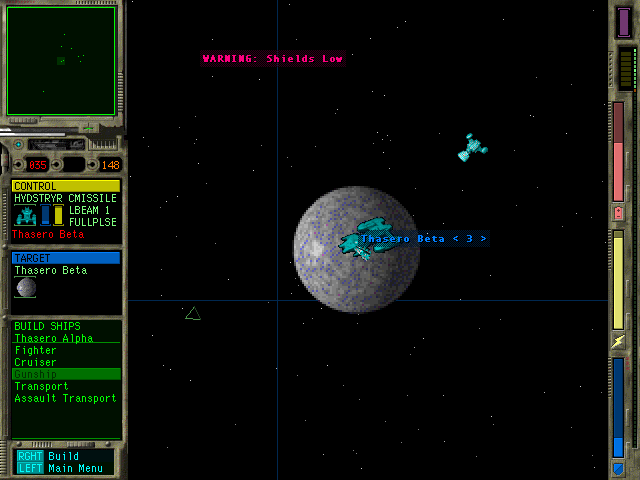 WARNING: Shields Low
035 148
CONTROL
HVDSTRYR CMISSILE
LBEAM 1
FULLPLSE
Thasero Beta
TARGET
Thasero Beta
Thasero Beta < 3 >
BUILD SHIPS
Thasero Alpha
Fighter
Cruiser
Gunship
Transport
Assault Transport
RGHT Build
LEFT Main Menu